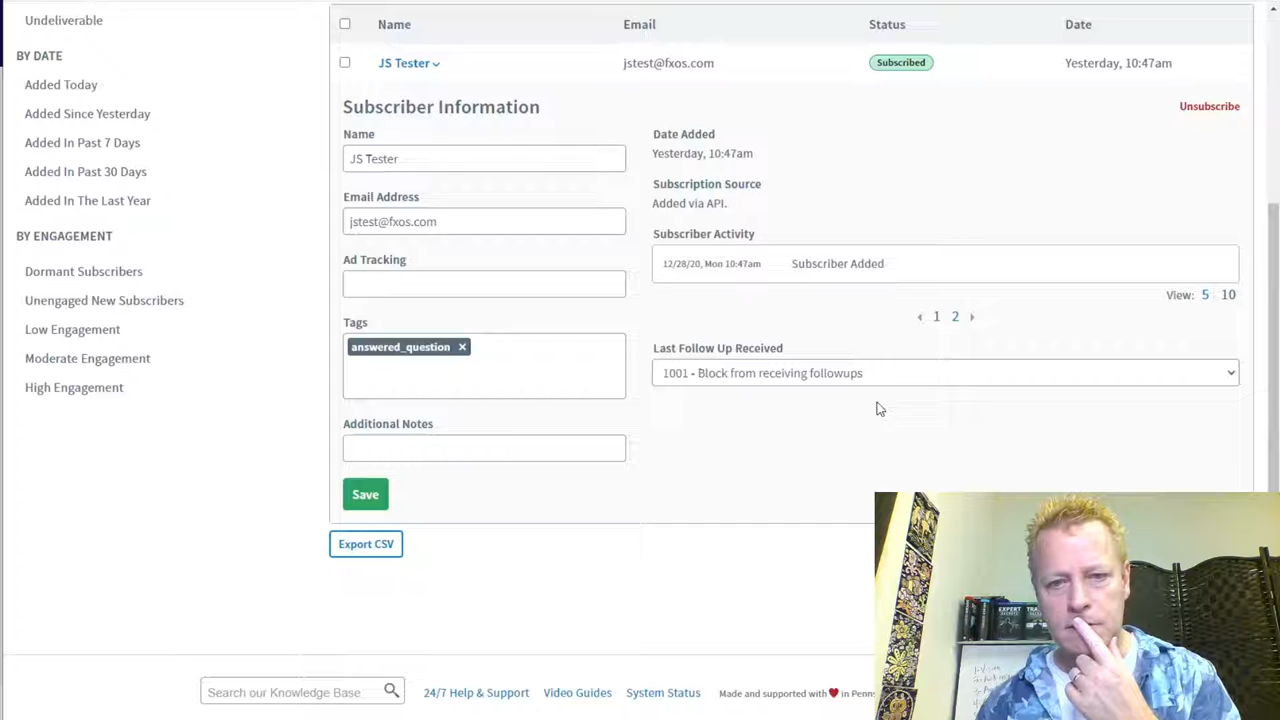 Undeliverable
BY DATE
Added Today
Added Since Yesterday
Added In Past 7 Days
Added In Past 30 Days
Added In The Last Year
BY ENGAGEMENT
Dormant Subscribers
Unengaged New Subscribers
Low Engagement
Moderate Engagement
High Engagement
Name Email Status Date
JS Tester jstest@fxos.com Subscribed Yesterday, 10:47am
Subscriber Information
Unsubscribe
Name
JS Tester
Email Address
jstest@fxos.com
Ad Tracking
Tags
answered_question ×
Additional Notes
Save
Date Added
Yesterday, 10:47am
Subscription Source
Added via API.
Subscriber Activity
12/28/20, Mon 10:47am Subscriber Added
View: 5 10
1 2
Last Follow Up Received
1001 - Block from receiving followups
Export CSV
Search our Knowledge Base
24/7 Help & Support Video Guides System Status Made and supported with in Penns
EXPERT